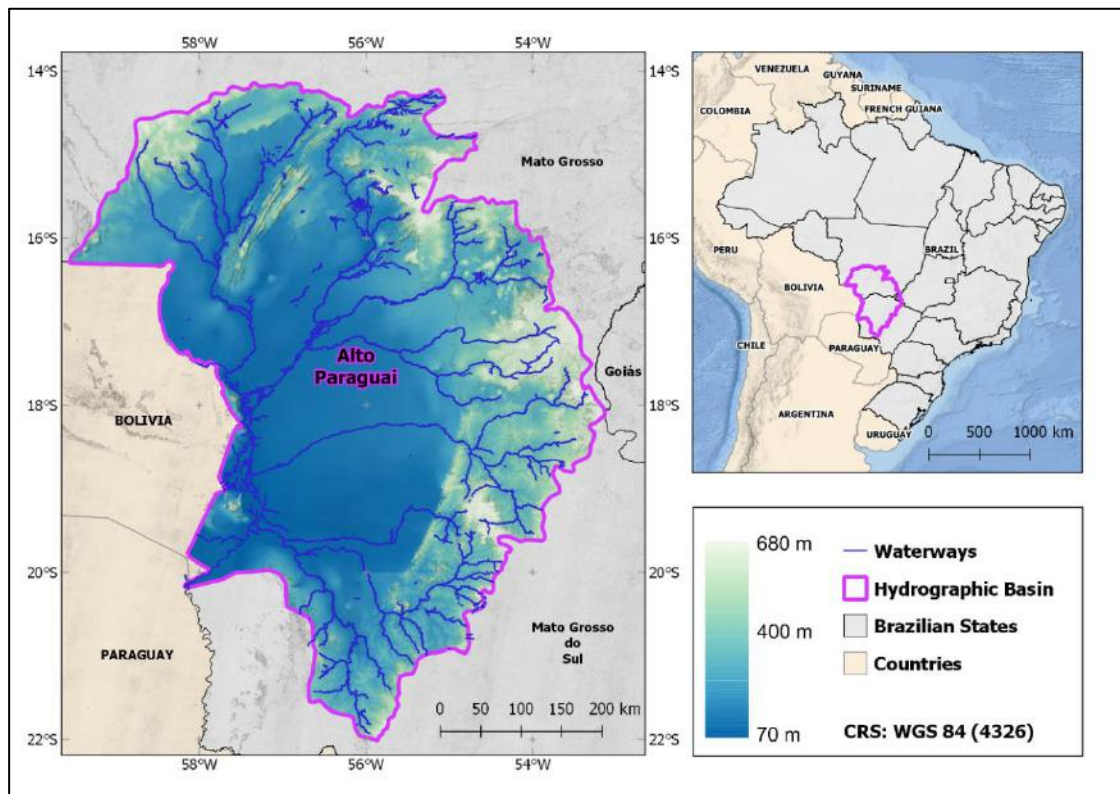 58°W
56°W
54°W
14°S
14°S
16°S
16°S
18°S
18°S
20°S
20°S
22°S
22°S
58°W
56°W
54°W
Mato Grosso
Alto
Paraguai
Goiás
BOLIVIA
PARAGUAY
Mato Grosso
do
Sul
0 50 100 150 200 km
VENEZUELA
GUYANA
SURINAME
FRENCH GUIANA
COLOMBIA
PERU
BRAZIL
BOLIVIA
PARAGUAY
CHILE
ARGENTINA
URUGUAY
0 500 1000 km
680 m
400 m
70 m
Waterways
Hydrographic Basin
Brazilian States
Countries
CRS: WGS 84 (4326)